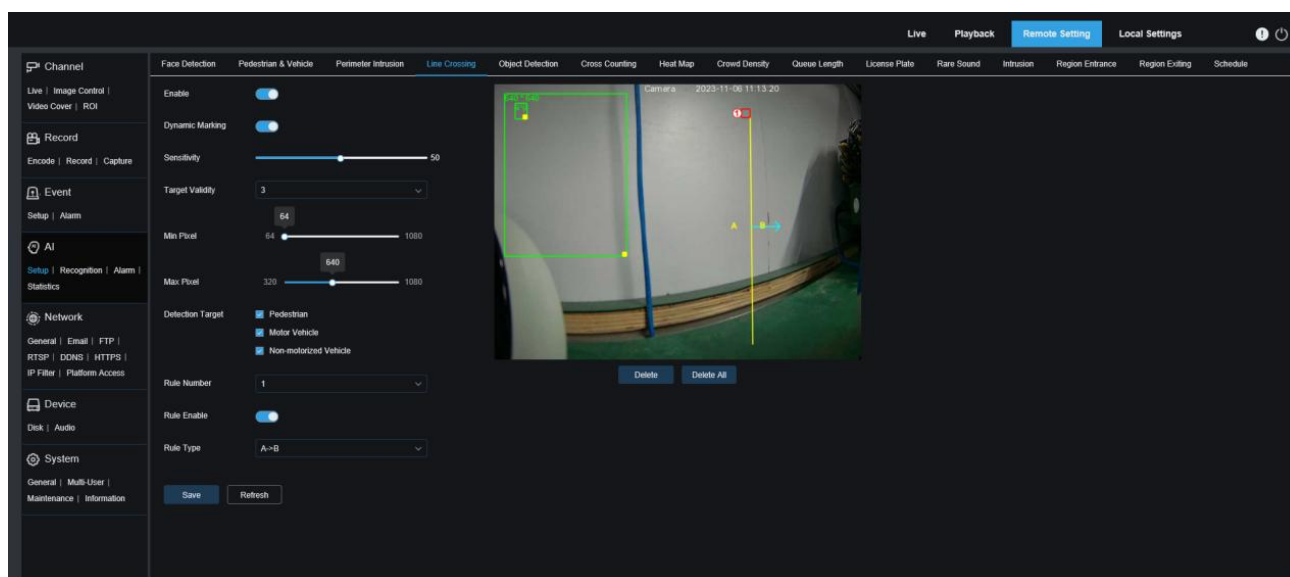 Live Playback Remote Setting Local Settings
Channel
Live | Image Control |
Video Cover | ROI
Record
Encode | Record | Capture
Event
Setup | Alarm
AI
Setup | Recognition | Alarm |
Statistics
Network
General | Email | FTP |
RTSP | DDNS | HTTPS |
IP Filter | Platform Access
Device
Disk | Audio
System
General | Multi-User |
Maintenance | Information
Face Detection Pedestrian & Vehicle Perimeter Intrusion Line Crossing Object Detection Cross Counting Heat Map Crowd Density Queue Length License Plate Rare Sound Intrusion Region Entrance Region Exiting Schedule
Enable
Dynamic Marking
Sensitivity 50
Target Validity 3
64
Min Pixel 64 1080
640
Max Pixel 320 1080
Detection Target Pedestrian
Motor Vehicle
Non-motorized Vehicle
Rule Number 1
Rule Enable
Rule Type A->B
Save Refresh
Camera 2023-11-06 11:13:20
640 * 640
1
A B
Delete Delete All